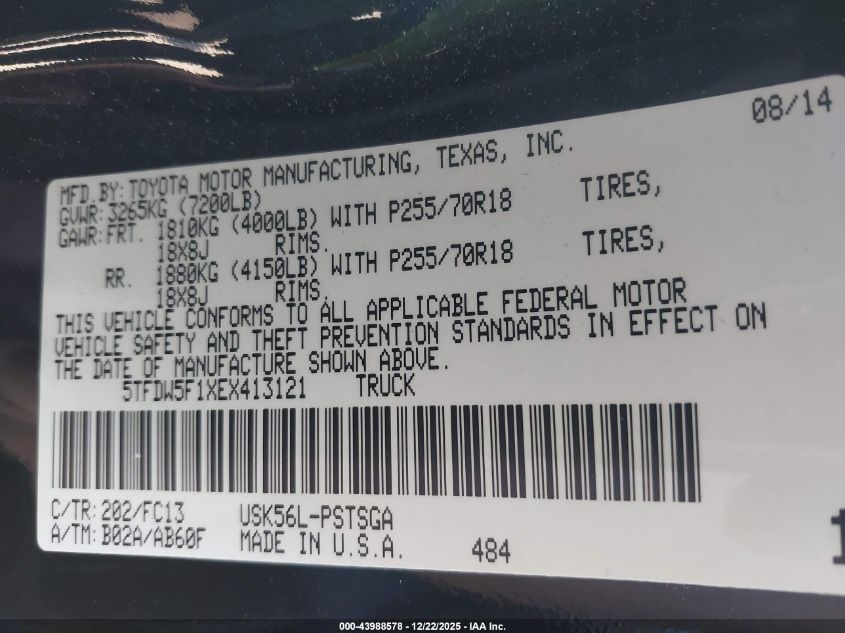 08/14
MFD.BY:TOYOTA MOTOR MANUFACTURING, TEXAS, INC.
GVWR:3265KG (7200LB)
GAWR:FRT. 1810KG (4000LB) WITH P255/70R18 TIRES,
18X8J RIMS.
RR. 1880KG (4150LB) WITH P255/70R18 TIRES,
18X8J RIMS.
THIS VEHICLE CONFORMS TO ALL APPLICABLE FEDERAL MOTOR
VEHICLE SAFETY AND THEFT PREVENTION STANDARDS IN EFFECT ON
THE DATE OF MANUFACTURE SHOWN ABOVE.
5TFDW5F1XEX413121 TRUCK
C/TR:202/FC13 USK56L-PSTSGA
A/TM:B02A/AB60F MADE IN U.S.A. 484
000-43988578 - 12/22/2025 - IAA Inc.